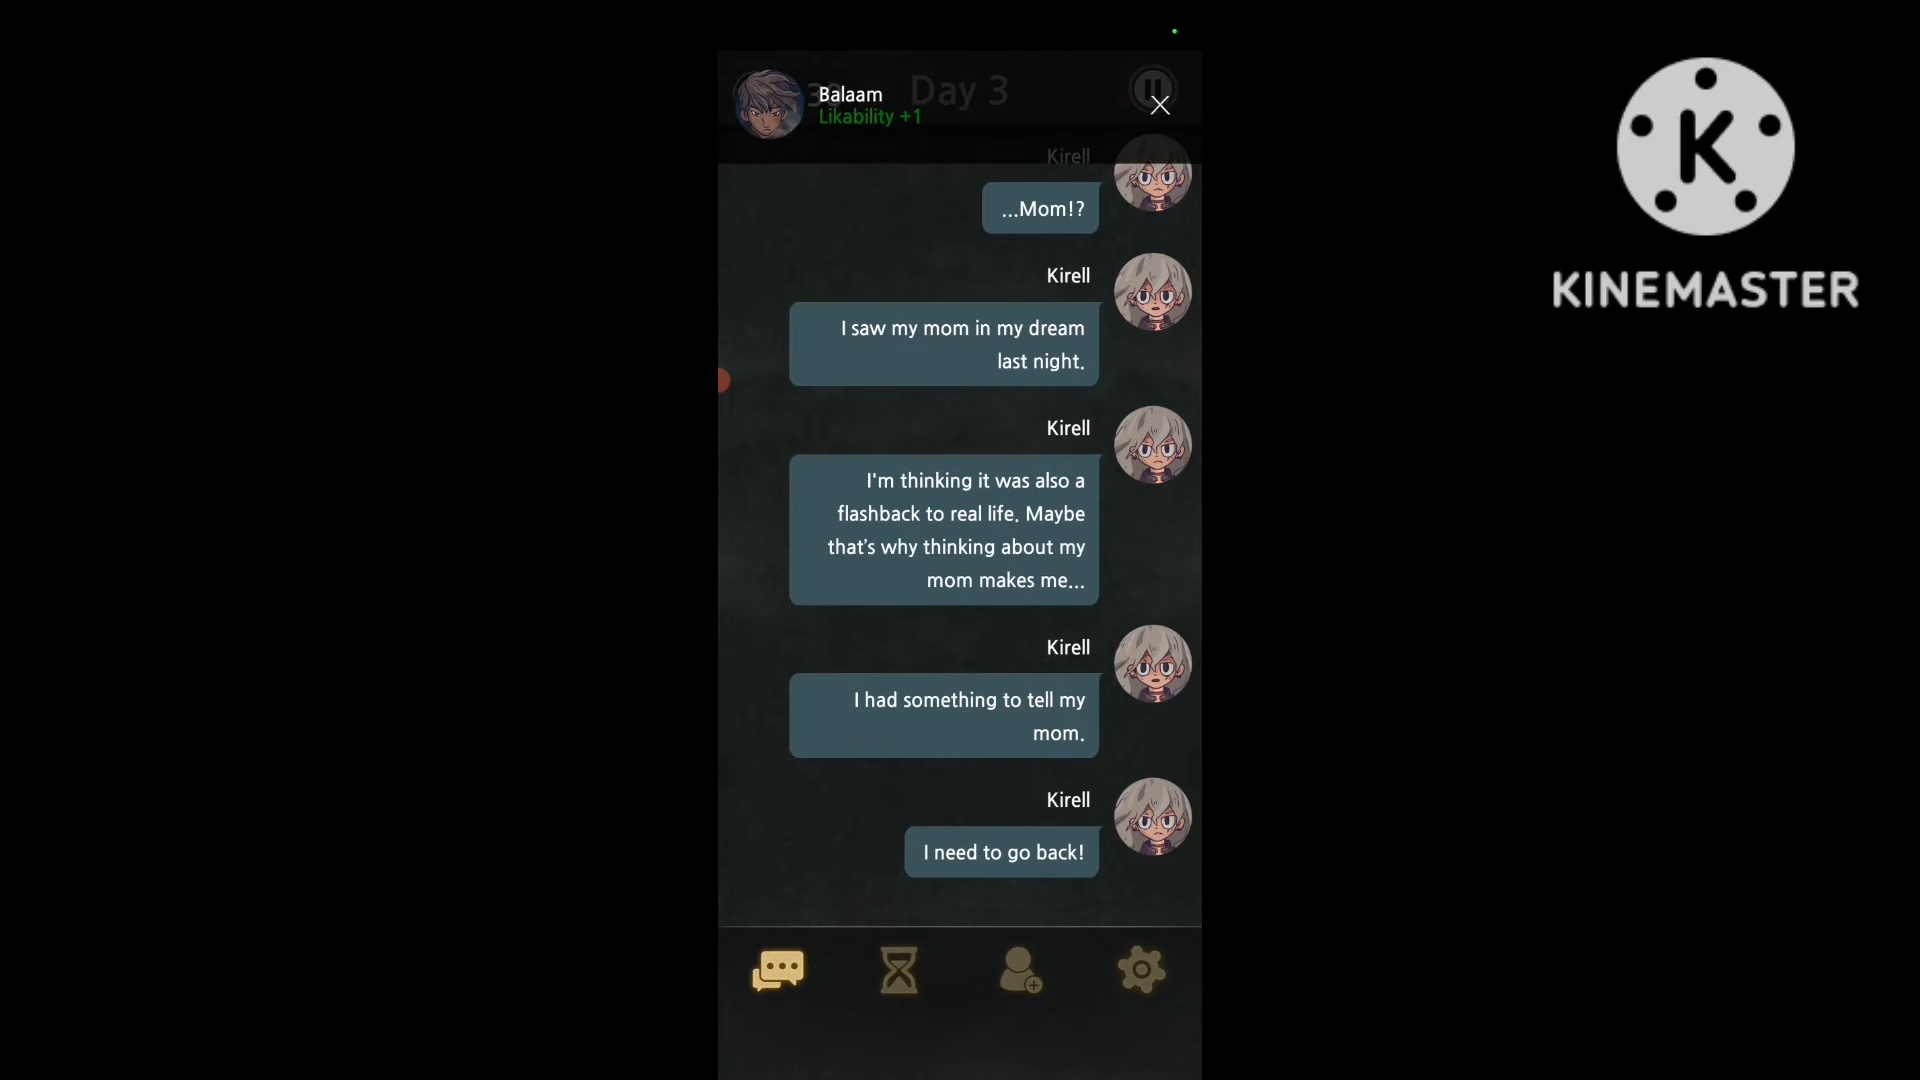 Day 3
Balaam
Likability +1
Kirell
...Mom!?
Kirell
I saw my mom in my dream
last night.
Kirell
I'm thinking it was also a
flashback to real life. Maybe
that's why thinking about my
mom makes me...
Kirell
I had something to tell my
mom.
Kirell
I need to go back!
K
KINEMASTER